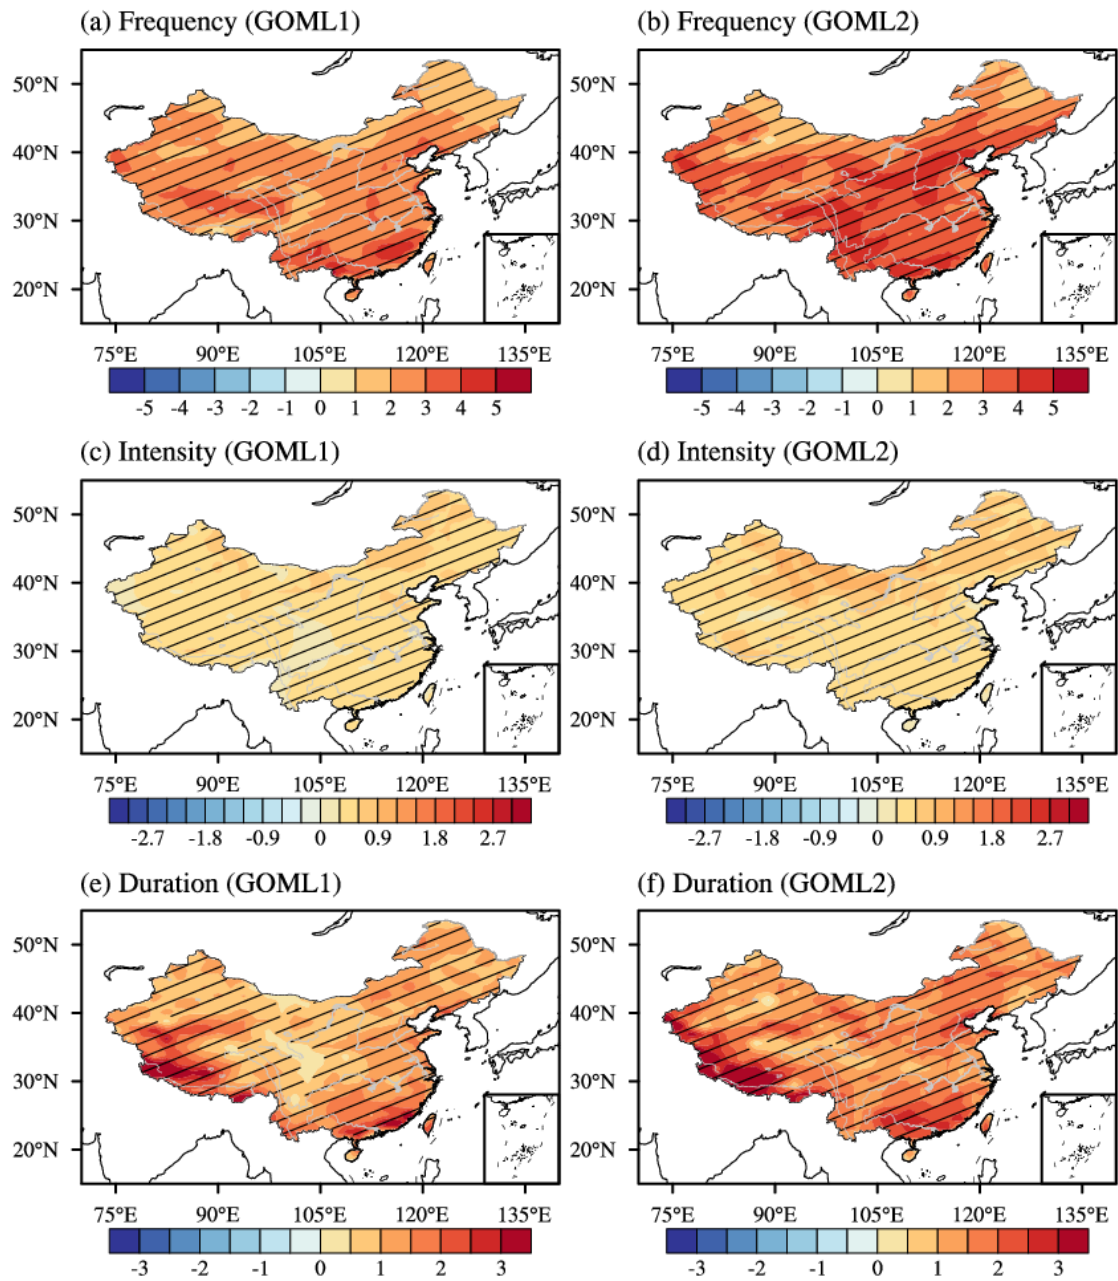 (a) Frequency (GOML1) (b) Frequency (GOML2)
50°N 50°N
40°N 40°N
30°N 30°N
20°N 20°N
75°E 90°E 105°E 120°E 135°E 75°E 90°E 105°E 120°E 135°E
-5 -4 -3 -2 -1 0 1 2 3 4 5 -5 -4 -3 -2 -1 0 1 2 3 4 5
(c) Intensity (GOML1) (d) Intensity (GOML2)
50°N 50°N
40°N 40°N
30°N 30°N
20°N 20°N
75°E 90°E 105°E 120°E 135°E 75°E 90°E 105°E 120°E 135°E
-2.7 -1.8 -0.9 0 0.9 1.8 2.7 -2.7 -1.8 -0.9 0 0.9 1.8 2.7
(e) Duration (GOML1) (f) Duration (GOML2)
50°N 50°N
40°N 40°N
30°N 30°N
20°N 20°N
75°E 90°E 105°E 120°E 135°E 75°E 90°E 105°E 120°E 135°E
-3 -2 -1 0 1 2 3 -3 -2 -1 0 1 2 3